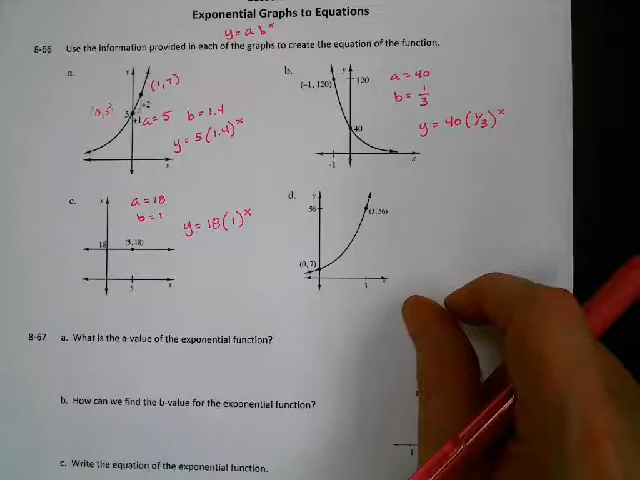 Exponential Graphs to Equations
y = a b^x
8-66 Use the information provided in each of the graphs to create the equation of the function.
a.
y
(1,7)
(0,5)
5
+2
+1
a = 5 b = 1.4
y = 5(1.4)^x
x
b.
y
(-1, 120)
120
a = 40
b = 1/3
40
y = 40(1/3)^x
-1
x
c.
y
a = 18
b = 1
y = 18(1)^x
18
(5, 18)
5
x
d.
y
56
(3, 56)
(0, 7)
3
x
8-67 a. What is the a-value of the exponential function?
b. How can we find the b-value for the exponential function?
c. Write the equation of the exponential function.